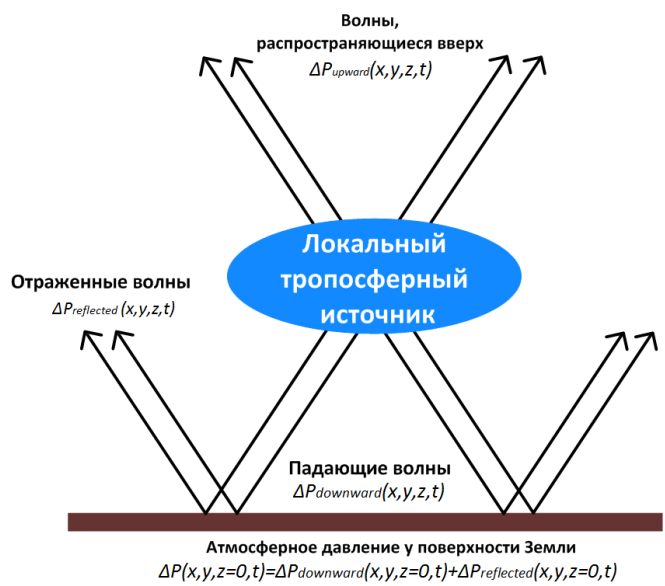 Волны,
распространяющиеся вверх
ΔPupward(x,y,z,t)
Локальный
тропосферный
источник
Отраженные волны
ΔPreflected (x,y,z,t)
Падающие волны
ΔPdownward(x,y,z,t)
Атмосферное давление у поверхности Земли
ΔP(x,y,z=0,t)=ΔPdownward(x,y,z=0,t)+ΔPreflected(x,y,z=0,t)